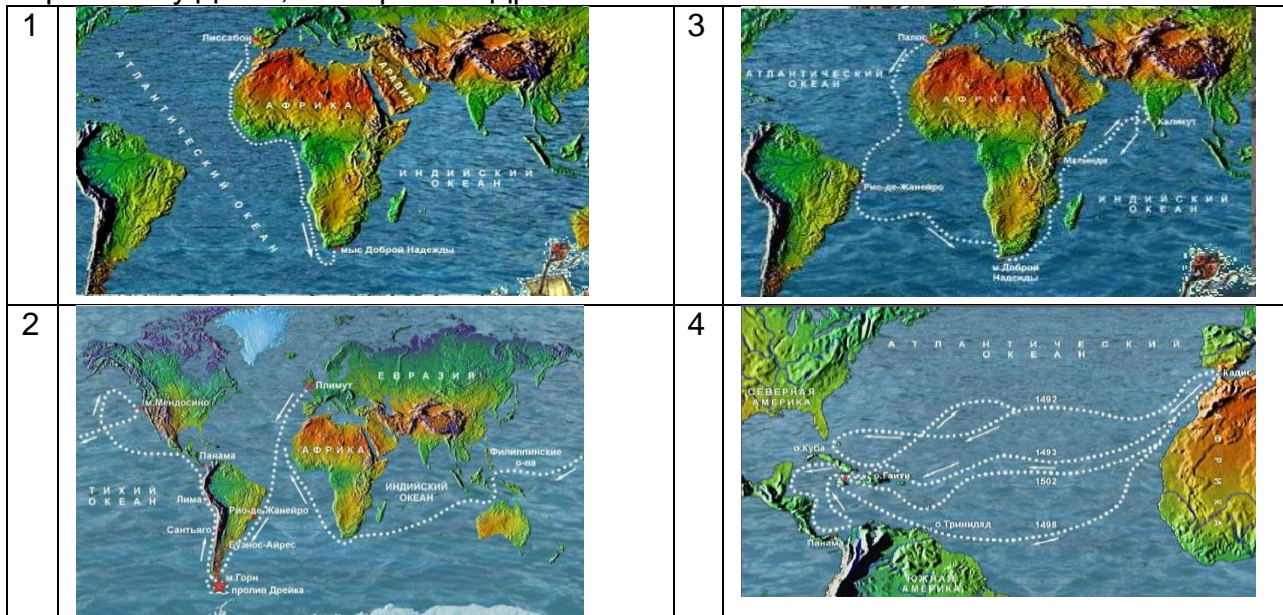 1
Лиссабон
АТЛАНТИЧЕСКИЙ ОКЕАН
АРАВИЯ
АФРИКА
ИНДИЙСКИЙ
ОКЕАН
мыс Доброй Надежды
3
Палос
АТЛАНТИЧЕСКИЙ
ОКЕАН
АФРИКА
Каликут
Малинди
Рио-де-Жанейро
ИНДИЙСКИЙ
ОКЕАН
м.Доброй
Надежды
2
Плимут
ЕВРАЗИЯ
м.Мендосино
АФРИКА
Панама
Филиппинские
о-ва
ТИХИЙ
ОКЕАН
ИНДИЙСКИЙ
ОКЕАН
Лима
Рио-де-Жанейро
Сантьяго
Буэнос-Айрес
м.Горн
пролив Дрейка
4
АТЛАНТИЧЕСКИЙ
ОКЕАН
Кадис
СЕВЕРНАЯ
АМЕРИКА
1492
о.Куба
1493
о.Гаити
1502
о.Тринидад
1498
Панама
ЮЖНАЯ
АМЕРИКА